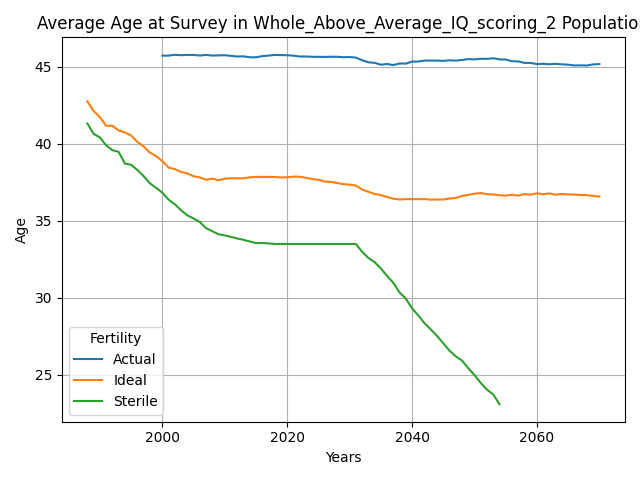 Average Age at Survey in Whole_Above_Average_IQ_scoring_2 Population
Age
45
40
35
30
25
Fertility
Actual
Ideal
Sterile
2000 2020 2040 2060
Years